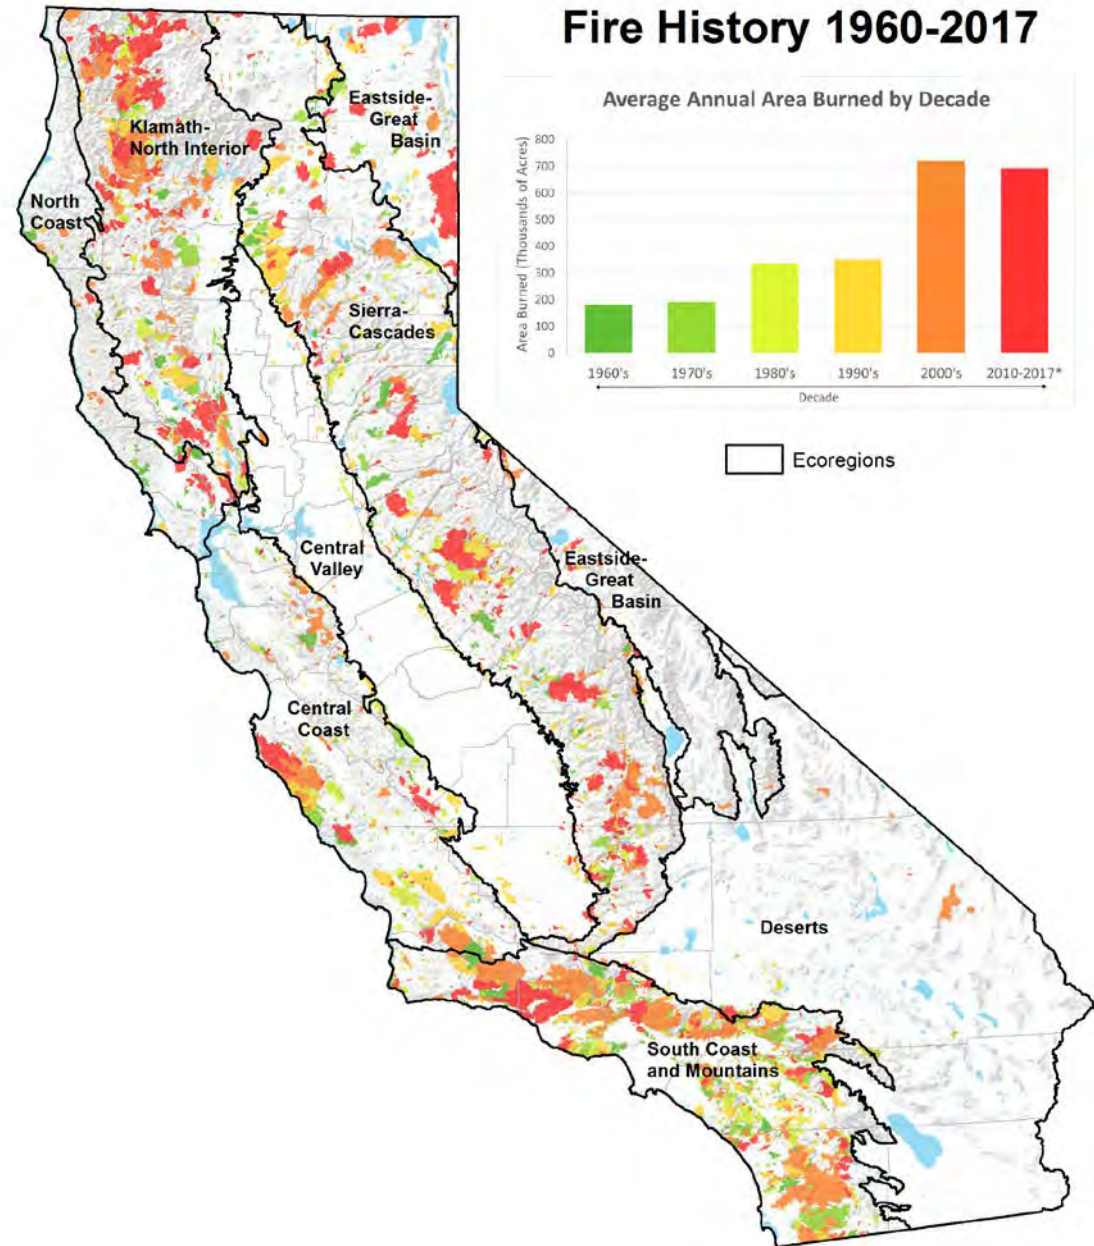 Fire History 1960-2017
Average Annual Area Burned by Decade
Area Burned (Thousands of Acres)
800
700
600
500
400
300
200
100
0
1960's
1970's
1980's
1990's
2000's
2010-2017*
Decade
Ecoregions
Eastside-
Great
Basin
Klamath-
North Interior
North
Coast
Sierra-
Cascades
Central
Valley
Eastside-
Great
Basin
Central
Coast
Deserts
South Coast
and Mountains